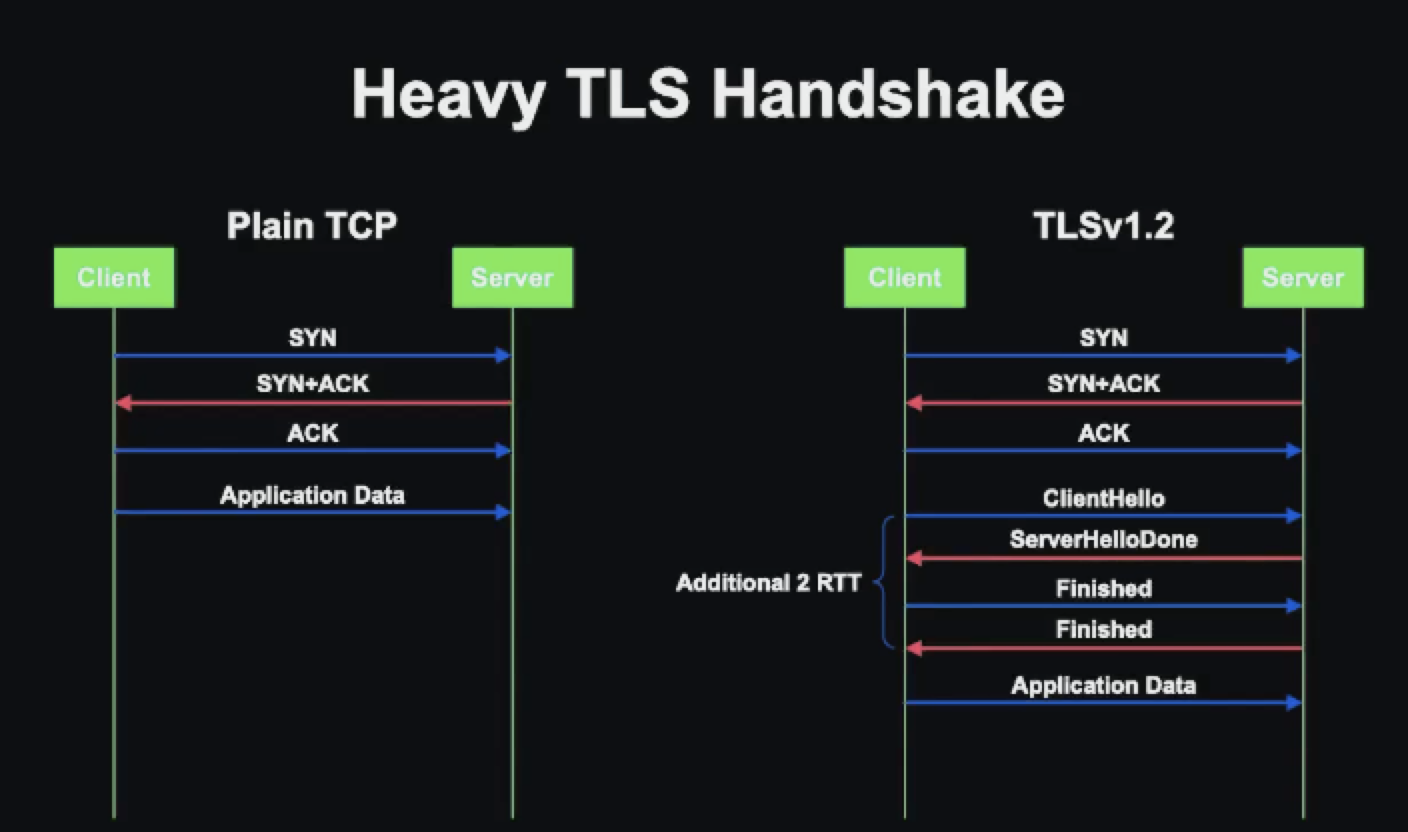 Heavy TLS Handshake
Plain TCP
Client
Server
SYN
SYN+ACK
ACK
Application Data
TLSv1.2
Client
Server
SYN
SYN+ACK
ACK
ClientHello
ServerHelloDone
Additional 2 RTT
Finished
Finished
Application Data